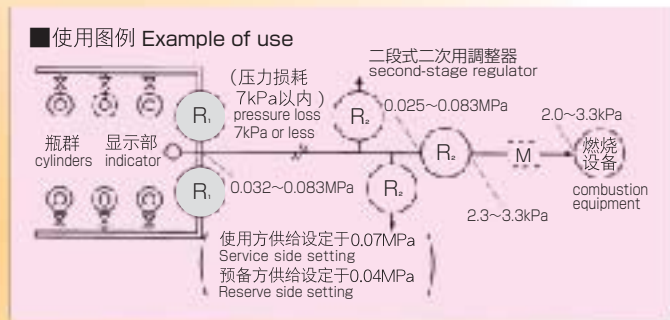 ■使用图例 Example of use
二段式二次用調整器
second-stage regulator
(压力损耗
7kPa以内)
pressure loss
7kPa or less
R₁
R₂
0.025~0.083MPa
2.0~3.3kPa
瓶群
cylinders
显示部
indicator
R₂
M
燃烧
设备
combustion
equipment
R₁
0.032~0.083MPa
R₂
2.3~3.3kPa
(使用方供给设定于0.07MPa
Service side setting
预备方供给设定于0.04MPa
Reserve side setting)